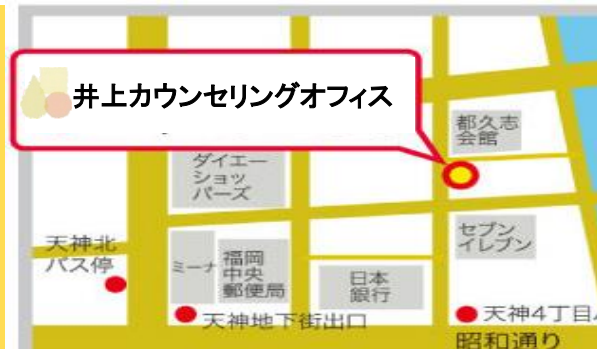 井上カウンセリングオフィス
都久志
会館
ダイエー
ショッ
パーズ
天神北
バス停
ミーナ
福岡
中央
郵便局
日本
銀行
セブン
イレブン
天神地下街出口
天神4丁目
昭和通り